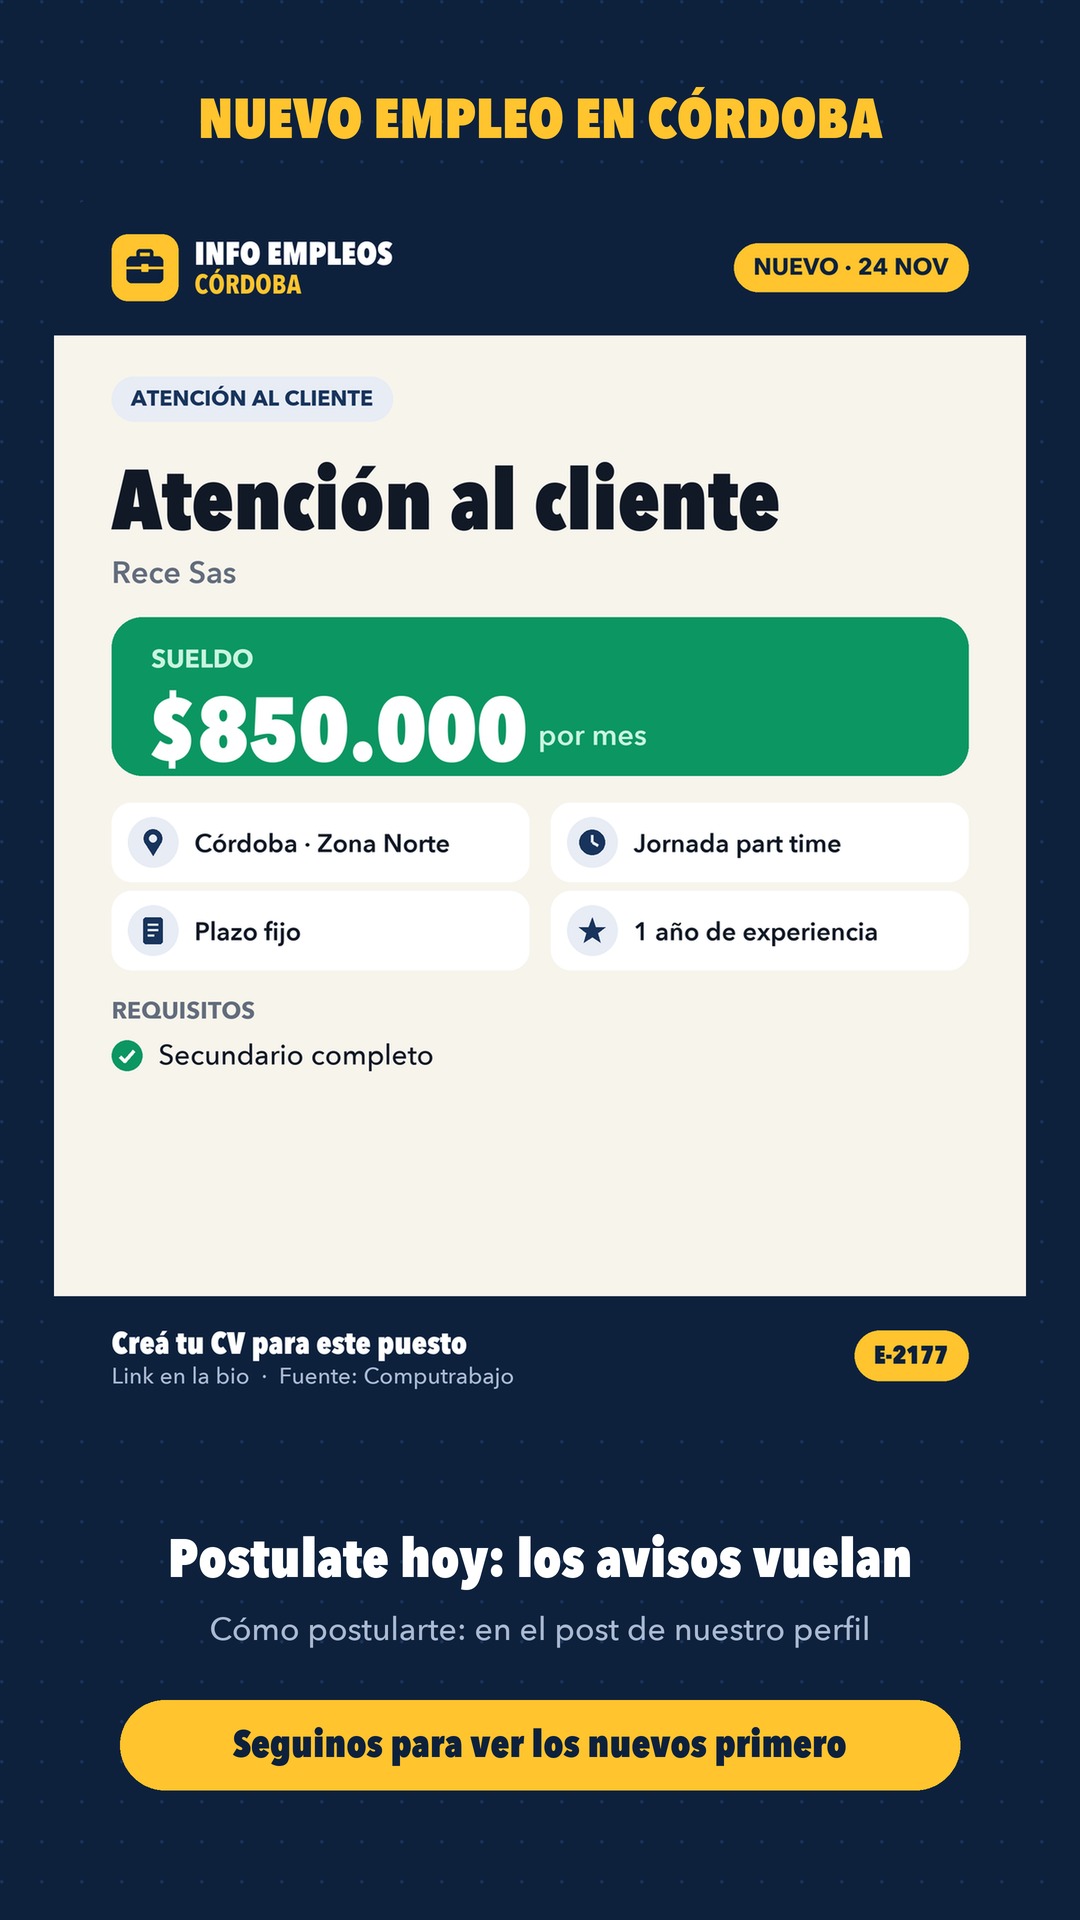 NUEVO EMPLEO EN CÓRDOBA
INFO EMPLEOS
CÓRDOBA
NUEVO · 24 NOV
ATENCIÓN AL CLIENTE
Atención al cliente
Rece Sas
SUELDO
$850.000 por mes
Córdoba · Zona Norte
Jornada part time
Plazo fijo
1 año de experiencia
REQUISITOS
Secundario completo
Creá tu CV para este puesto
Link en la bio · Fuente: Computrabajo
E-2177
Postulate hoy: los avisos vuelan
Cómo postularte: en el post de nuestro perfil
Seguinos para ver los nuevos primero